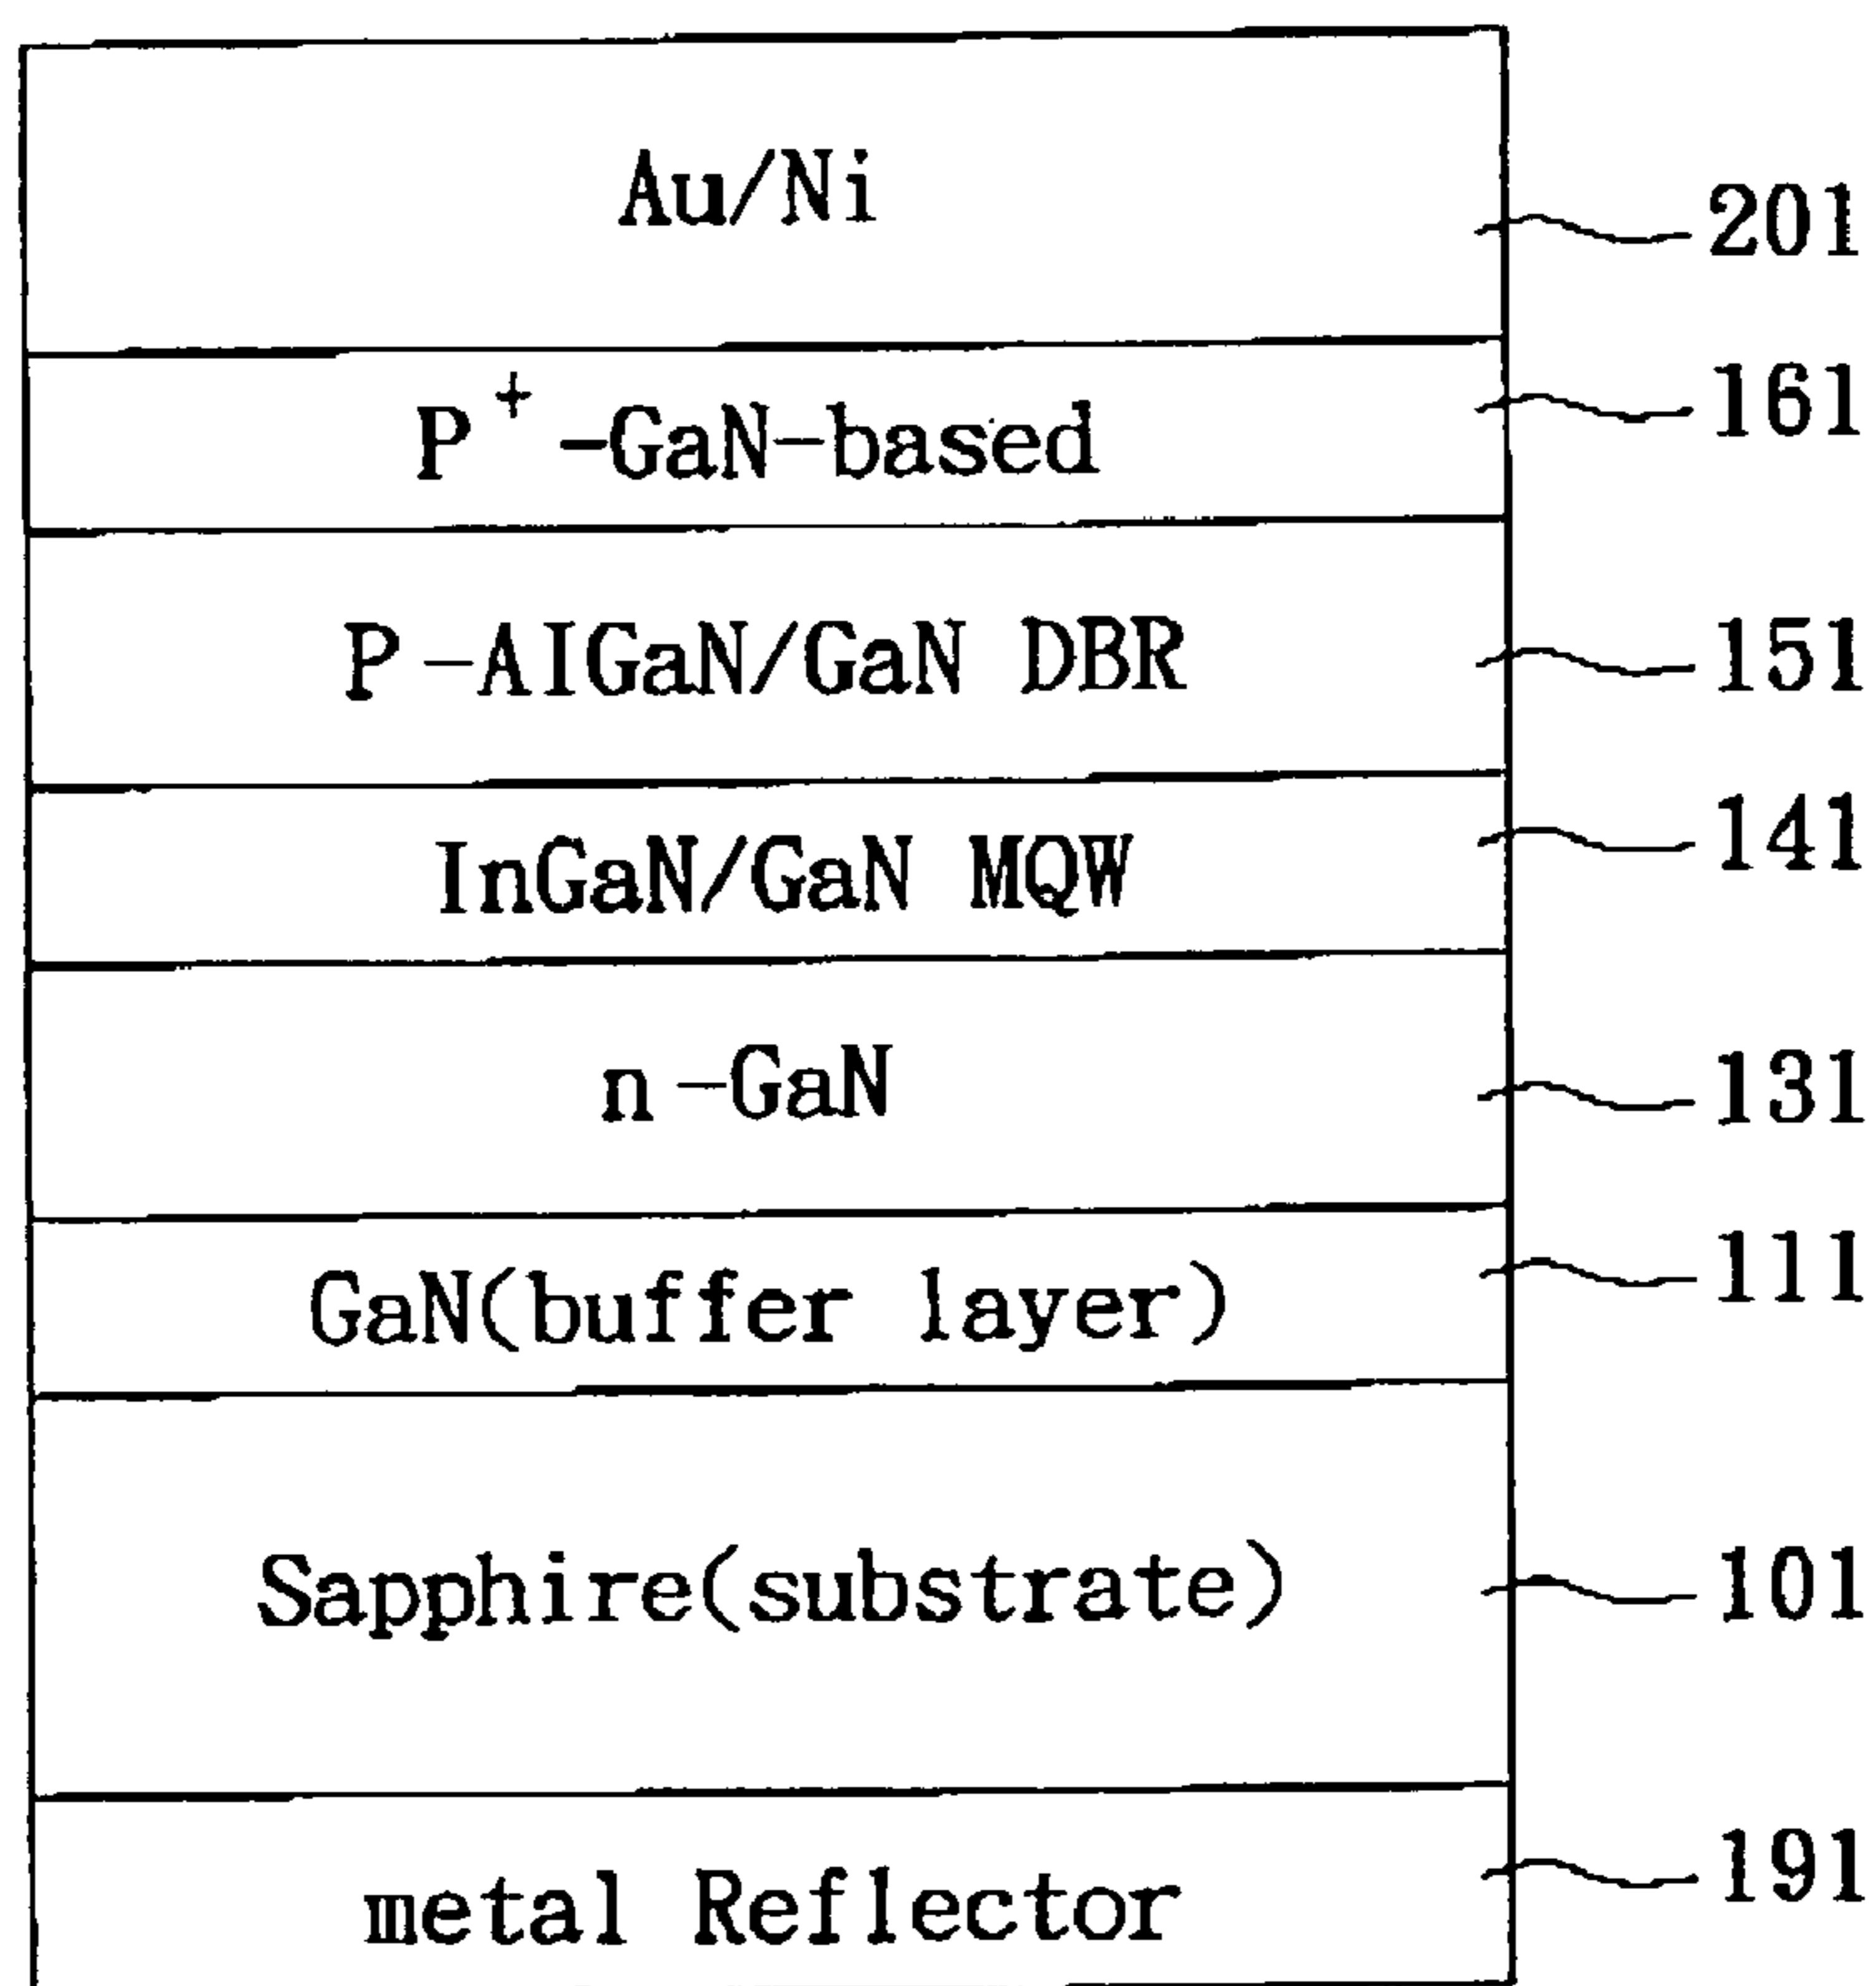 Au/Ni
201
P⁺-GaN-based
161
P-AIGaN/GaN DBR
151
InGaN/GaN MQW
141
n-GaN
131
GaN(buffer layer)
111
Sapphire(substrate)
101
metal Reflector
191